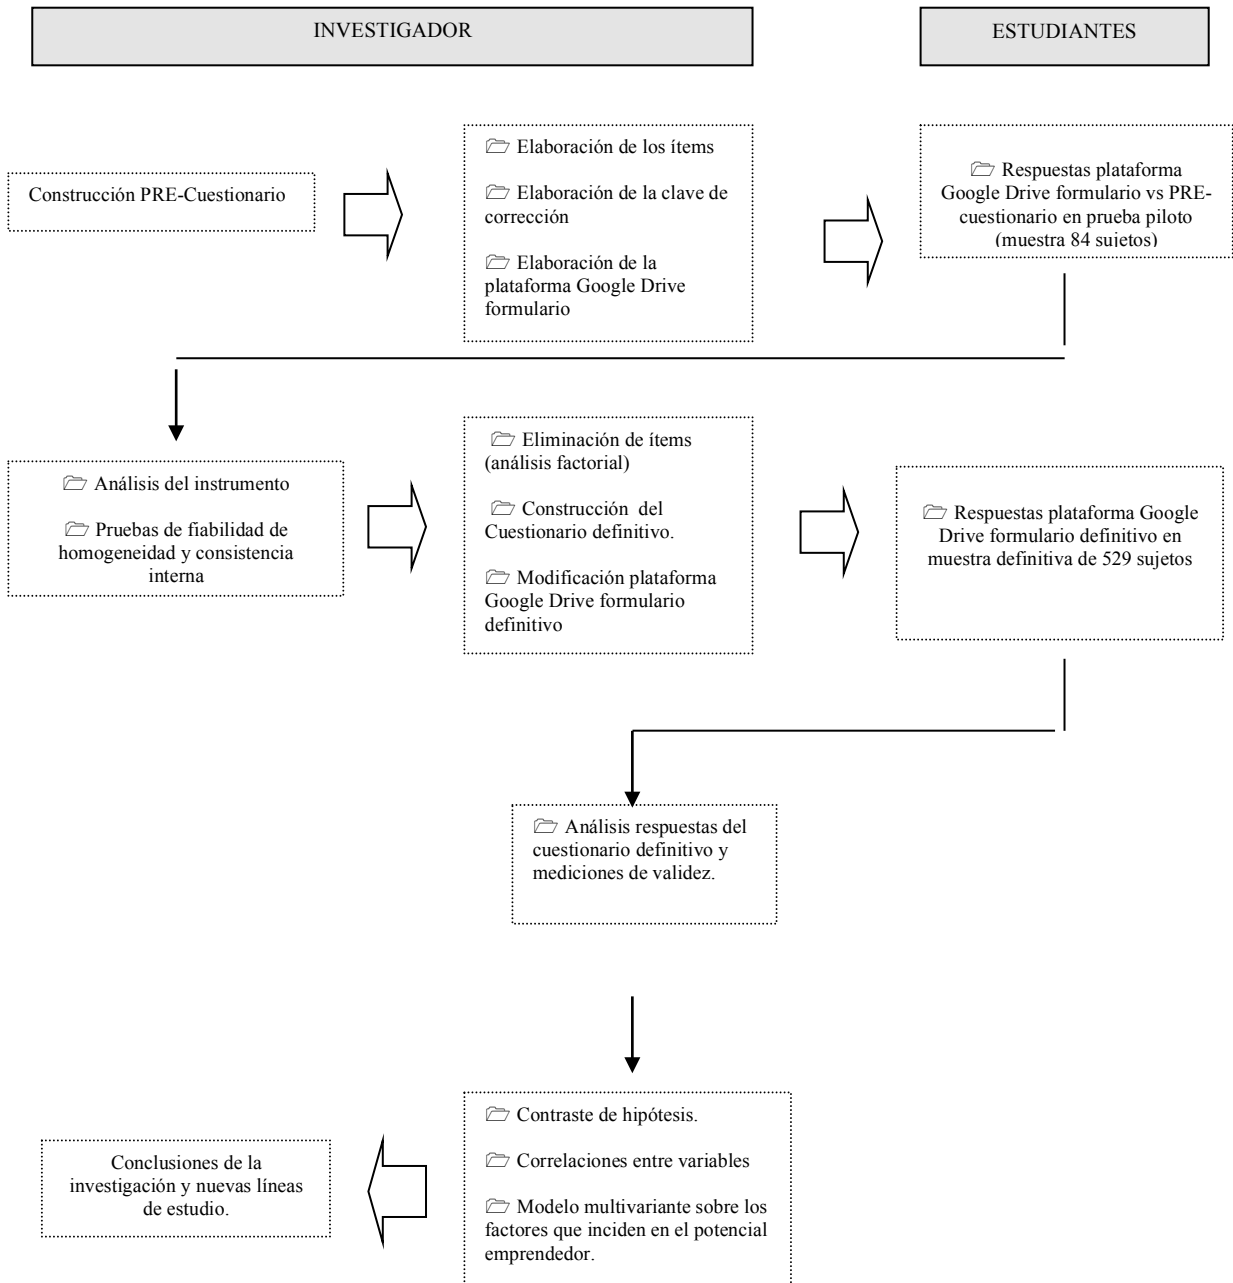 INVESTIGADOR
ESTUDIANTES
Construcción PRE-Cuestionario
Elaboración de los ítems
Elaboración de la clave de
corrección
Elaboración de la
plataforma Google Drive
formulario
Respuestas plataforma
Google Drive formulario vs PRE-
cuestionario en prueba piloto
(muestra 84 sujetos)
Análisis del instrumento
Pruebas de fiabilidad de
homogeneidad y consistencia
interna
Eliminación de ítems
(análisis factorial)
Construcción del
Cuestionario definitivo.
Modificación plataforma
Google Drive formulario
definitivo
Respuestas plataforma Google
Drive formulario definitivo en
muestra definitiva de 529 sujetos
Análisis respuestas del
cuestionario definitivo y
mediciones de validez.
Contraste de hipótesis.
Correlaciones entre variables
Modelo multivariante sobre los
factores que inciden en el potencial
emprendedor.
Conclusiones de la
investigación y nuevas líneas
de estudio.